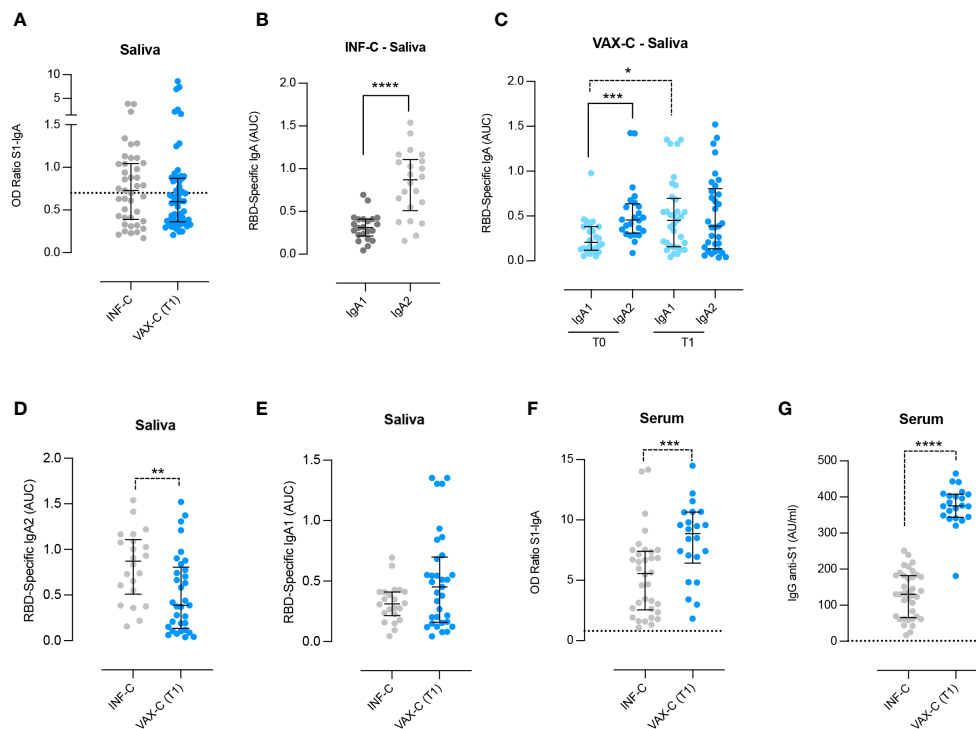 A
Saliva
OD Ratio S1-IgA
10
5
1.5
1.0
0.5
0.0
INF-C
VAX-C (T1)
B
INF-C - Saliva
RBD-Specific IgA (AUC)
2.0
1.5
1.0
0.5
0.0
****
IgA1
IgA2
C
VAX-C - Saliva
RBD-Specific IgA (AUC)
2.0
1.5
1.0
0.5
0.0
*
***
IgA1
IgA2
IgA1
IgA2
T0
T1
D
Saliva
RBD-Specific IgA2 (AUC)
2.0
1.5
1.0
0.5
0.0
**
INF-C
VAX-C (T1)
E
Saliva
RBD-Specific IgA1 (AUC)
1.5
1.0
0.5
0.0
INF-C
VAX-C (T1)
F
Serum
OD Ratio S1-IgA
15
10
5
0
***
INF-C
VAX-C (T1)
G
Serum
IgG anti-S1 (AU/ml)
500
400
300
200
100
0
****
INF-C
VAX-C (T1)